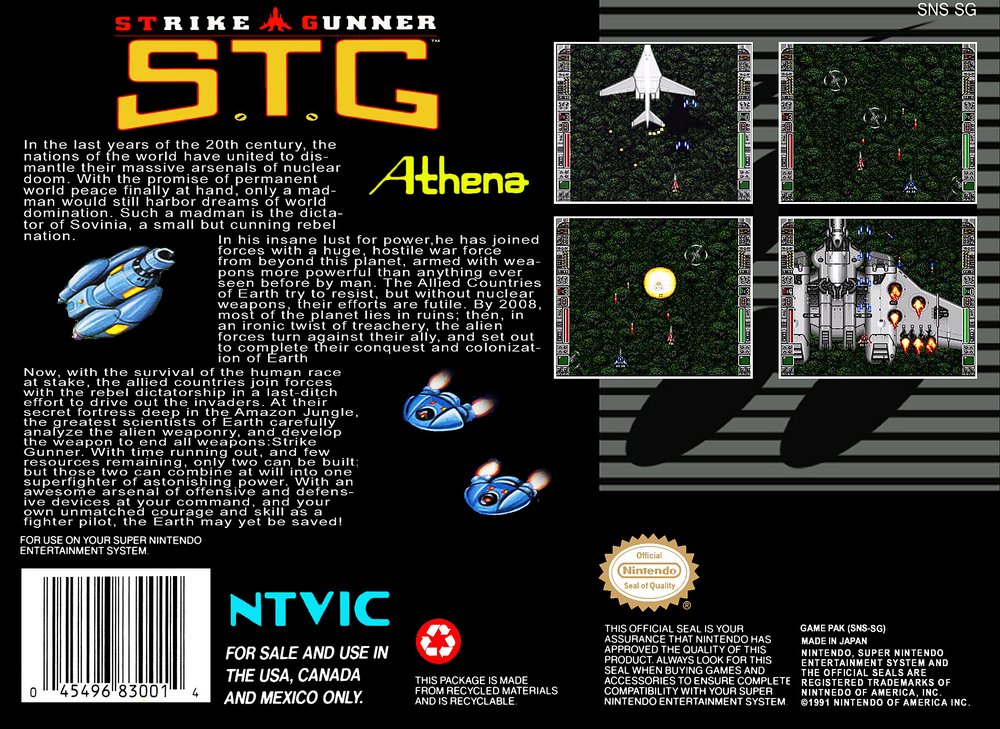 SNS SG
STRIKE GUNNER
S.T.G
™
In the last years of the 20th century, the
nations of the world have united to dis-
mantle their massive arsenals of nuclear
doom. With the promise of permanent
world peace finally at hand, only a mad-
man would still harbor dreams of world
domination. Such a madman is the dicta-
tor of Sovinia, a small but cunning rebel
nation.
Athena
In his insane lust for power,he has joined
forces with a huge, hostile war force
from beyond this planet, armed with wea-
pons more powerful than anything ever
seen before by man. The Allied Countries
of Earth try to resist, but without nuclear
weapons, their efforts are futile. By 2008,
most of the planet lies in ruins; then, in
an ironic twist of treachery, the alien
forces turn against their ally, and set out
to complete their conquest and colonizat-
ion of Earth
Now, with the survival of the human race
at stake, the allied countries join forces
with the rebel dictatorship in a last-ditch
effort to drive out the invaders. At their
secret fortress deep in the Amazon Jungle,
the greatest scientists of Earth carefully
analyze the alien weaponry, and develop
the weapon to end all weapons:Strike
Gunner. With time running out, and few
resources remaining, only two can be built;
but those two can combine at will into one
superfighter of astonishing power. With an
awesome arsenal of offensive and defens-
ive devices at your command, and your
own unmatched courage and skill as a
fighter pilot, the Earth may yet be saved!
FOR USE ON YOUR SUPER NINTENDO
ENTERTAINMENT SYSTEM.
0 45496 83001 4
NTVIC
FOR SALE AND USE IN
THE USA, CANADA
AND MEXICO ONLY.
THIS PACKAGE IS MADE
FROM RECYCLED MATERIALS
AND IS RECYCLABLE.
Official
Nintendo
Seal of Quality
®
THIS OFFICIAL SEAL IS YOUR
ASSURANCE THAT NINTENDO HAS
APPROVED THE QUALITY OF THIS
PRODUCT. ALWAYS LOOK FOR THIS
SEAL WHEN BUYING GAMES AND
ACCESSORIES TO ENSURE COMPLETE
COMPATIBILITY WITH YOUR SUPER
NINTENDO ENTERTAINMENT SYSTEM.
GAME PAK (SNS-SG)
MADE IN JAPAN
NINTENDO, SUPER NINTENDO
ENTERTAINMENT SYSTEM AND
THE OFFICIAL SEALS ARE
REGISTERED TRADEMARKS OF
NINTNEDO OF AMERICA, INC.
©1991 NINTENDO OF AMERICA INC.